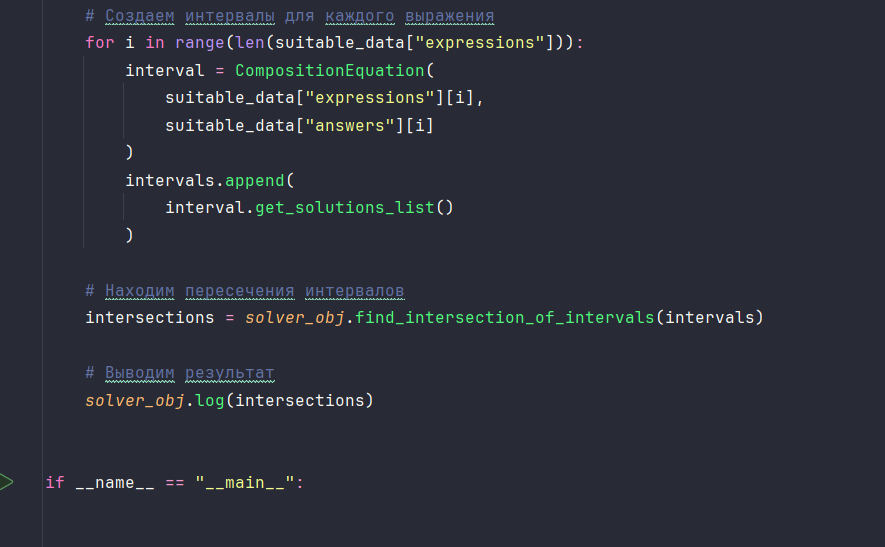 # Создаем интервалы для каждого выражения
for i in range(len(suitable_data["expressions"])):
interval = CompositionEquation(
suitable_data["expressions"][i],
suitable_data["answers"][i]
)
intervals.append(
interval.get_solutions_list()
)
# Находим пересечения интервалов
intersections = solver_obj.find_intersection_of_intervals(intervals)
# Выводим результат
solver_obj.log(intersections)
if __name__ == "__main__":